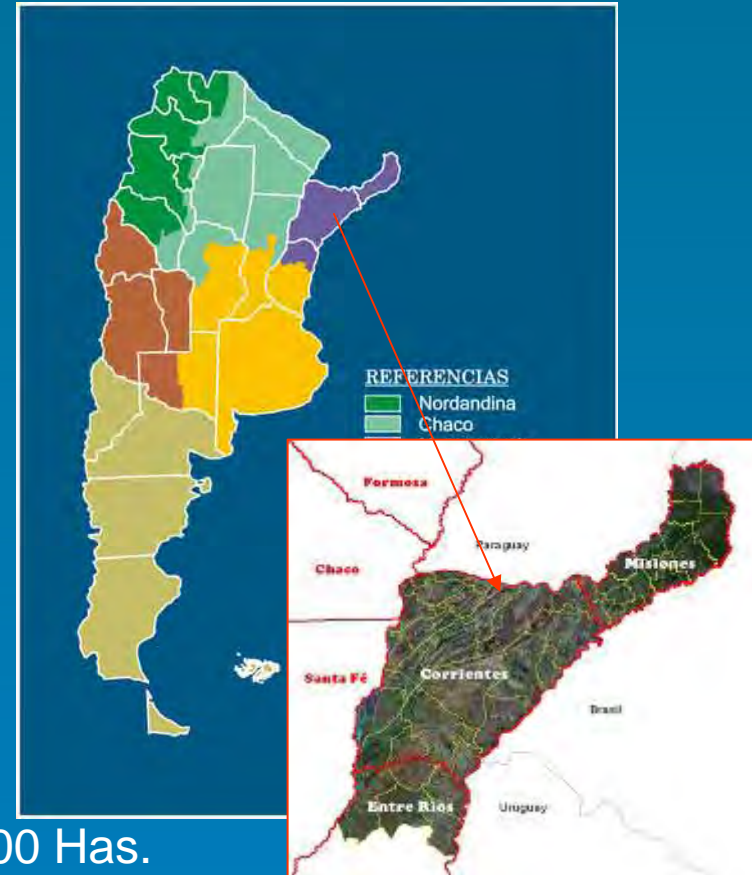 REFERENCIAS
Nordandina
Chaco
Formosa
Paraguay
Chaco
Misiones
Santa Fé
Corrientes
Brasil
Entre Rios
Uruguay
00 Has.